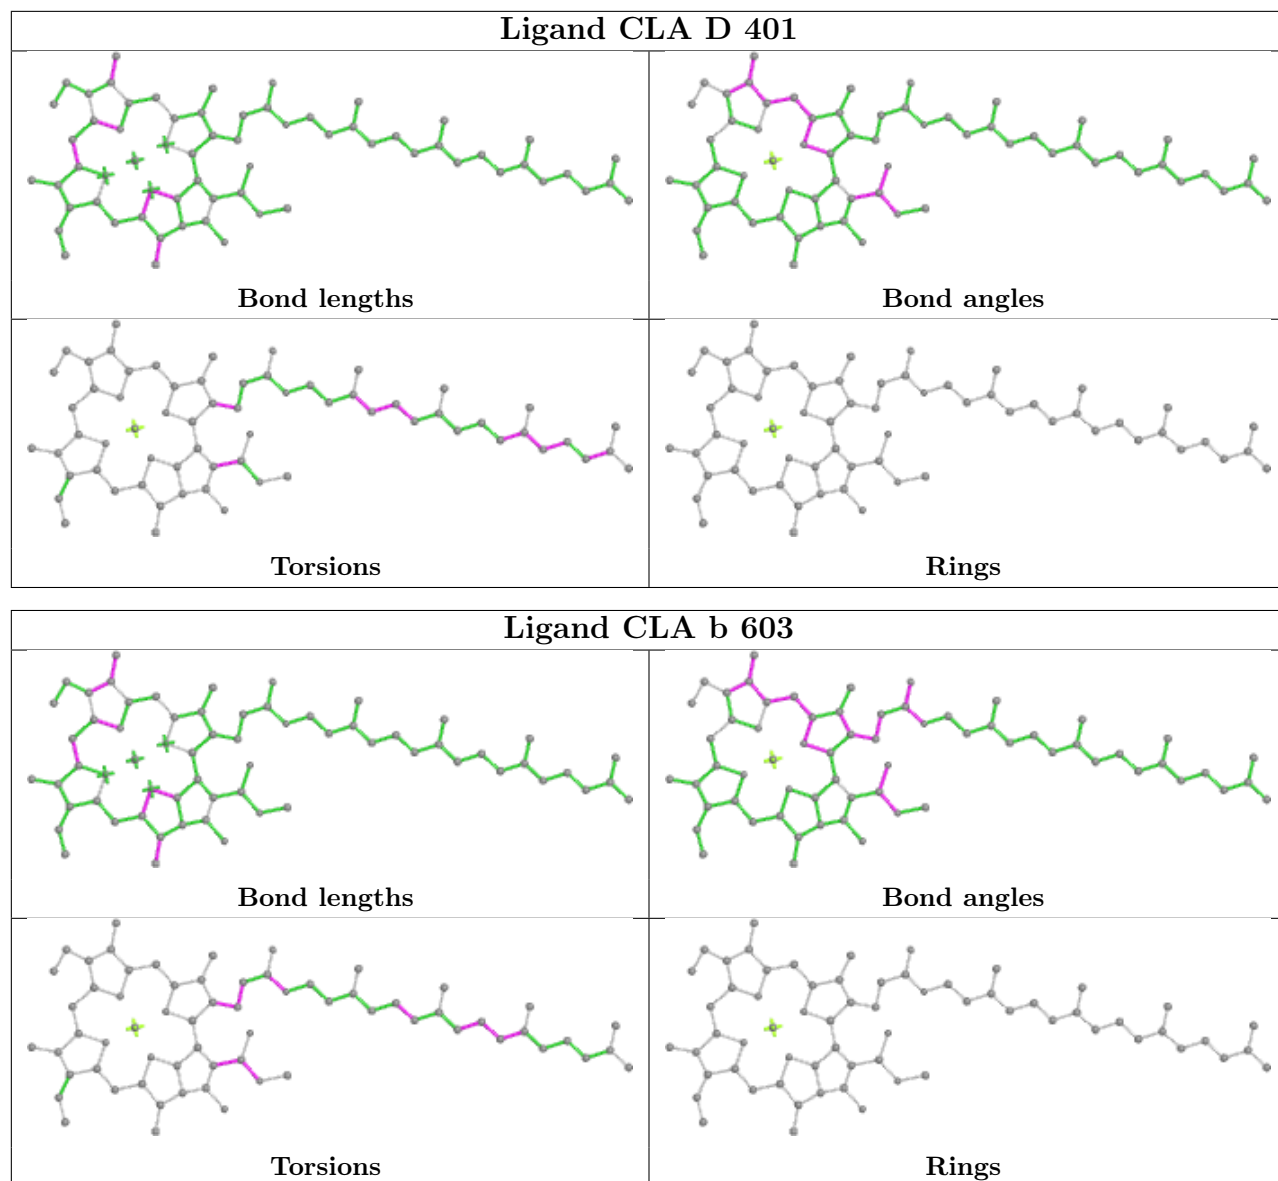 Ligand CLA D 401
Bond lengths
Bond angles
Torsions
Rings
Ligand CLA b 603
Bond lengths
Bond angles
Torsions
Rings